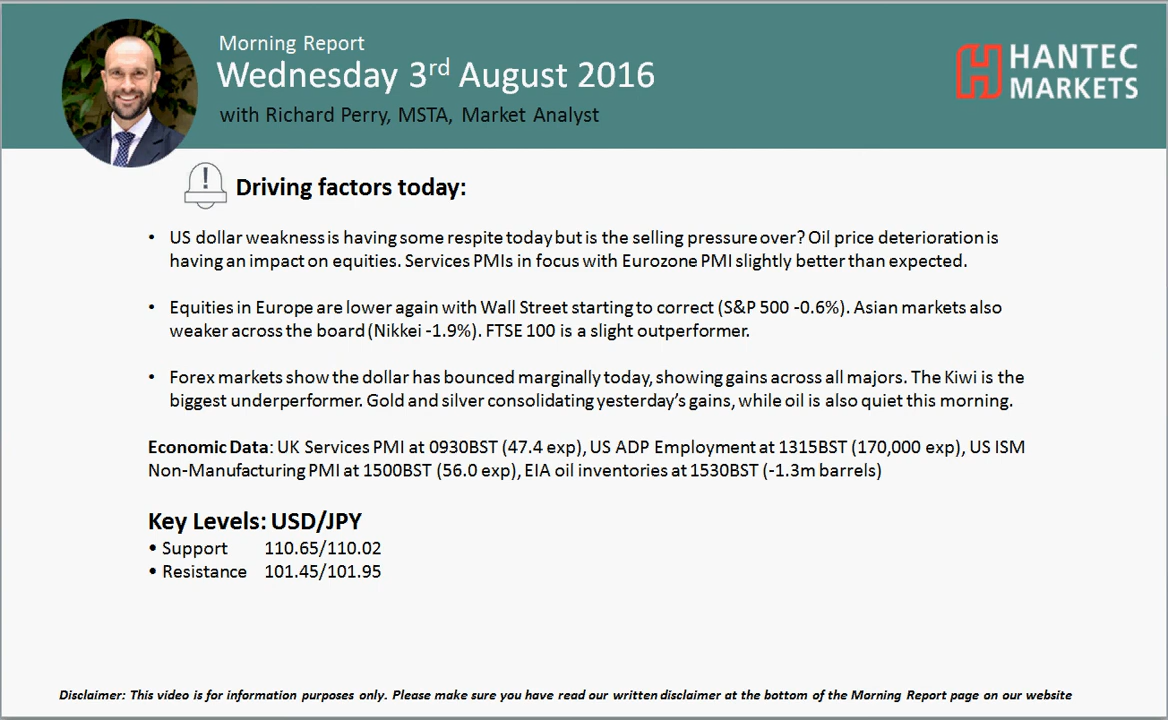 Morning Report
Wednesday 3rd August 2016
with Richard Perry, MSTA, Market Analyst
HANTEC
MARKETS
Driving factors today:
• US dollar weakness is having some respite today but is the selling pressure over? Oil price deterioration is
having an impact on equities. Services PMIs in focus with Eurozone PMI slightly better than expected.
• Equities in Europe are lower again with Wall Street starting to correct (S&P 500 -0.6%). Asian markets also
weaker across the board (Nikkei -1.9%). FTSE 100 is a slight outperformer.
• Forex markets show the dollar has bounced marginally today, showing gains across all majors. The Kiwi is the
biggest underperformer. Gold and silver consolidating yesterday's gains, while oil is also quiet this morning.
Economic Data: UK Services PMI at 0930BST (47.4 exp), US ADP Employment at 1315BST (170,000 exp), US ISM
Non-Manufacturing PMI at 1500BST (56.0 exp), EIA oil inventories at 1530BST (-1.3m barrels)
Key Levels: USD/JPY
• Support 110.65/110.02
• Resistance 101.45/101.95
Disclaimer: This video is for information purposes only. Please make sure you have read our written disclaimer at the bottom of the Morning Report page on our website